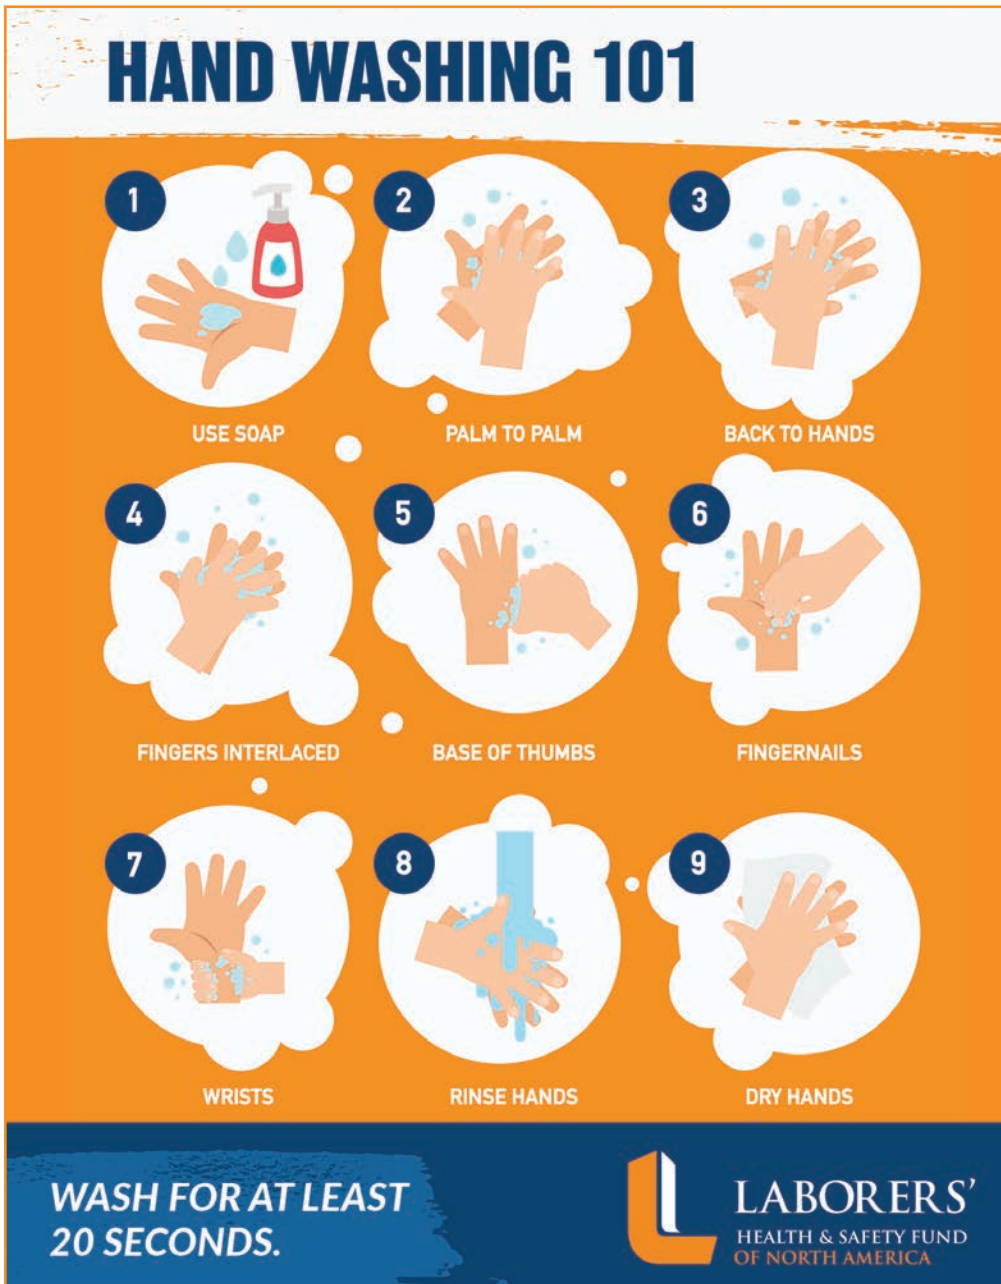 HAND WASHING 101
1
USE SOAP
2
PALM TO PALM
3
BACK TO HANDS
4
FINGERS INTERLACED
5
BASE OF THUMBS
6
FINGERNAILS
7
WRISTS
8
RINSE HANDS
9
DRY HANDS
WASH FOR AT LEAST
20 SECONDS.
LABORERS’
HEALTH & SAFETY FUND
OF NORTH AMERICA